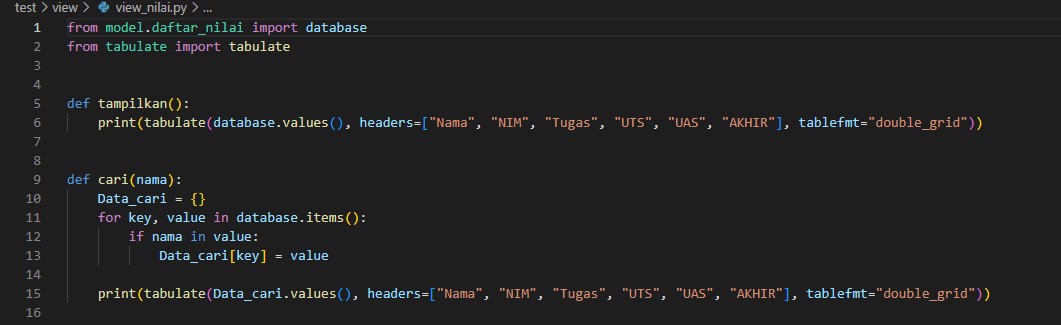 test > view > view_nilai.py > ...
1 from model.daftar_nilai import database
2 from tabulate import tabulate
3
4
5 def tampilkan():
6     print(tabulate(database.values(), headers=["Nama", "NIM", "Tugas", "UTS", "UAS", "AKHIR"], tablefmt="double_grid"))
7
8
9 def cari(nama):
10     Data_cari = {}
11     for key, value in database.items():
12         if nama in value:
13             Data_cari[key] = value
14
15     print(tabulate(Data_cari.values(), headers=["Nama", "NIM", "Tugas", "UTS", "UAS", "AKHIR"], tablefmt="double_grid"))
16